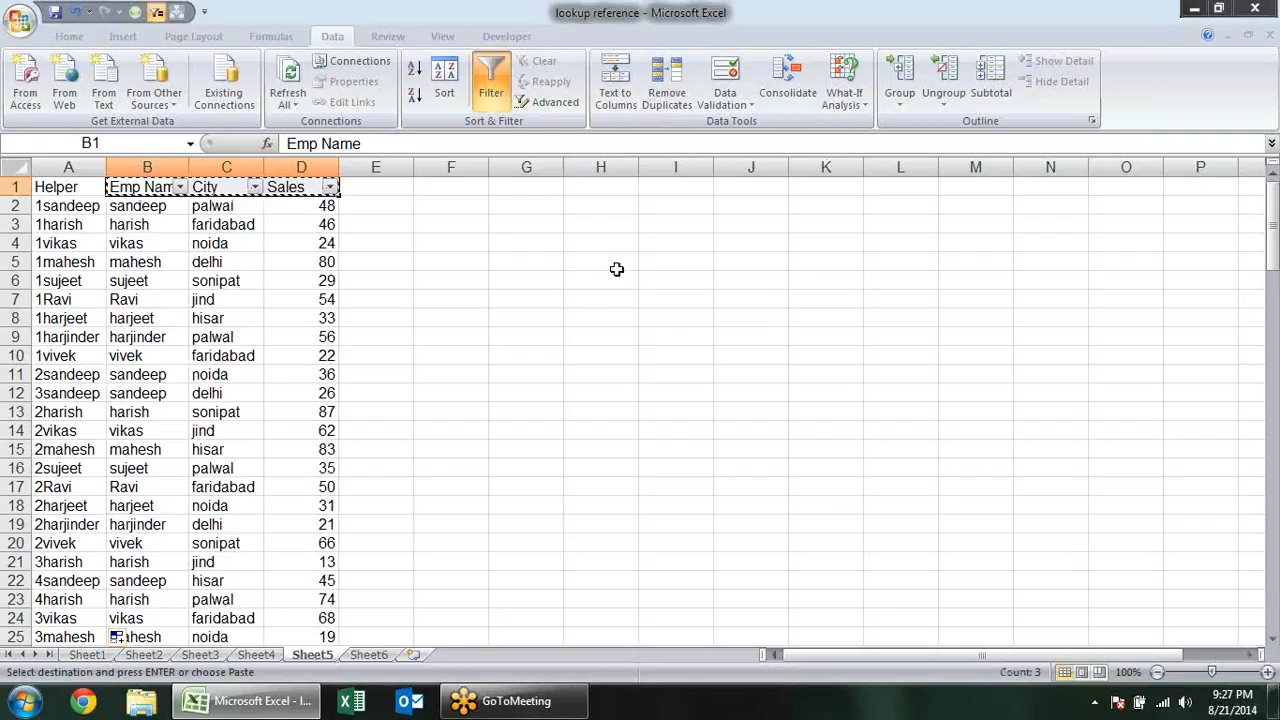 lookup reference - Microsoft Excel
Home Insert Page Layout Formulas Data Review View Developer
From Access
From Web
From Text
From Other Sources
Existing Connections
Get External Data
Refresh All
Connections
Properties
Edit Links
Connections
Sort
Filter
Clear
Reapply
Advanced
Sort & Filter
Text to Columns
Remove Duplicates
Data Validation
Consolidate
What-If Analysis
Data Tools
Group
Ungroup
Subtotal
Show Detail
Hide Detail
Outline
B1 fx Emp Name
A B C D E F G H I J K L M N O P
1 Helper Emp Nam City Sales
2 1sandeep sandeep palwal 48
3 1harish harish faridabad 46
4 1vikas vikas noida 24
5 1mahesh mahesh delhi 80
6 1sujeet sujeet sonipat 29
7 1Ravi Ravi jind 54
8 1harjeet harjeet hisar 33
9 1harjinder harjinder palwal 56
10 1vivek vivek faridabad 22
11 2sandeep sandeep noida 36
12 3sandeep sandeep delhi 26
13 2harish harish sonipat 87
14 2vikas vikas jind 62
15 2mahesh mahesh hisar 83
16 2sujeet sujeet palwal 35
17 2Ravi Ravi faridabad 50
18 2harjeet harjeet noida 31
19 2harjinder harjinder delhi 21
20 2vivek vivek sonipat 66
21 3harish harish jind 13
22 4sandeep sandeep hisar 45
23 4harish harish palwal 74
24 3vikas vikas faridabad 68
25 3mahesh ahesh noida 19
Sheet1 Sheet2 Sheet3 Sheet4 Sheet5 Sheet6
Select destination and press ENTER or choose Paste Count: 3 100%
Microsoft Excel - l... GoToMeeting 9:27 PM
8/21/2014